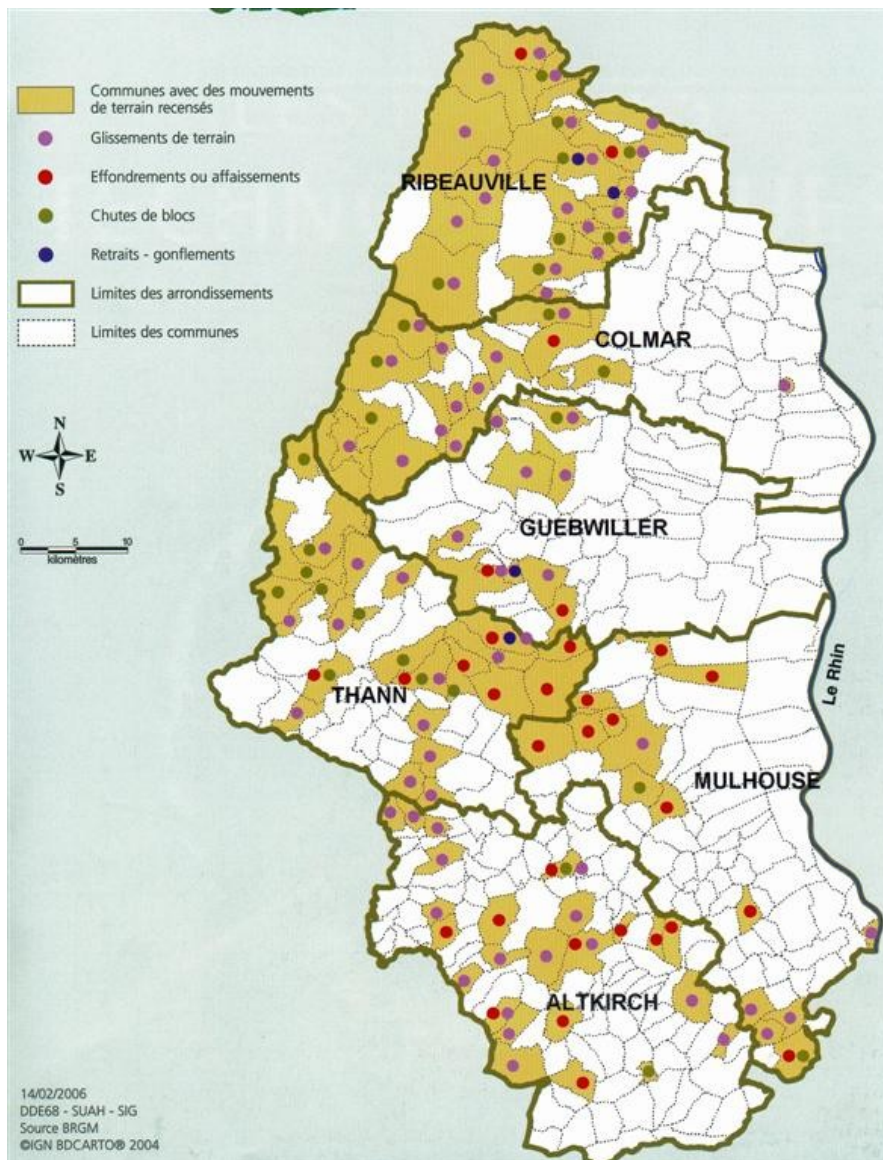 Communes avec des mouvements
de terrain recensés
Glissements de terrain
Effondrements ou affaissements
Chutes de blocs
Retraits - gonflements
Limites des arrondissements
Limites des communes
N
W E
S
0 5 10
kilomètres
RIBEAUVILLE
COLMAR
GUEBWILLER
THANN
MULHOUSE
ALTKIRCH
Le Rhin
14/02/2006
DDE68 - SUAH - SIG
Source BRGM
©IGN BDCARTO® 2004